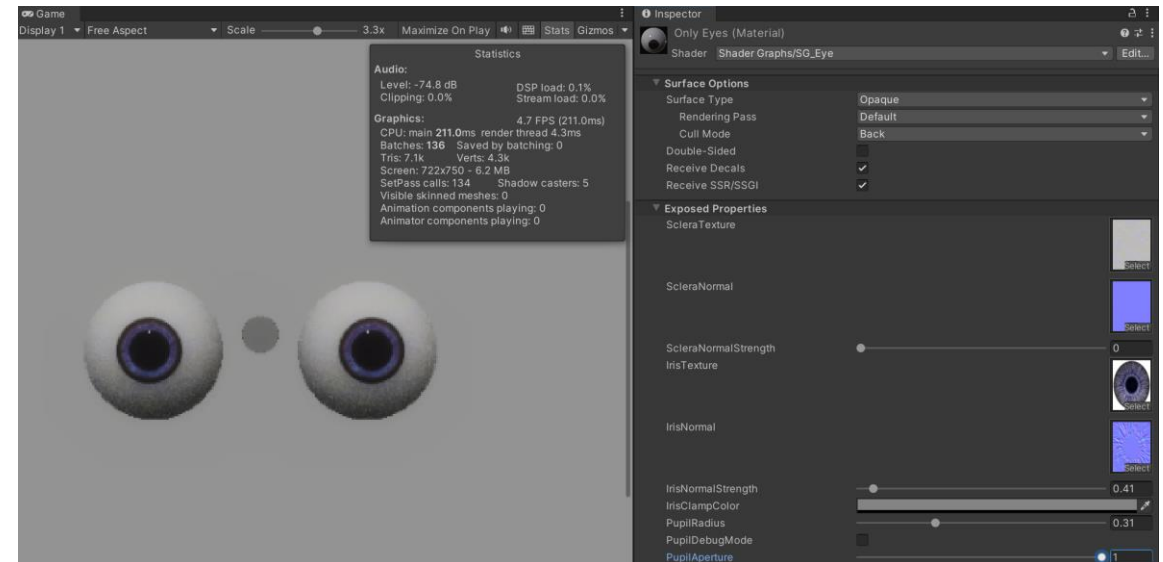 Game
Display 1 Free Aspect Scale 3.3x Maximize On Play Stats Gizmos
Statistics
Audio:
Level: -74.8 dB DSP load: 0.1%
Clipping: 0.0% Stream load: 0.0%
Graphics: 4.7 FPS (211.0ms)
CPU: main 211.0ms render thread 4.3ms
Batches: 136 Saved by batching: 0
Tris: 7.1k Verts: 4.3k
Screen: 722x750 - 6.2 MB
SetPass calls: 134 Shadow casters: 5
Visible skinned meshes: 0
Animation components playing: 0
Animator components playing: 0
Inspector
Only Eyes (Material)
Shader Shader Graphs/SG_Eye Edit...
Surface Options
Surface Type Opaque
Rendering Pass Default
Cull Mode Back
Double-Sided
Receive Decals
Receive SSR/SSGI
Exposed Properties
ScleraTexture
Select
ScleraNormal
Select
ScleraNormalStrength 0
IrisTexture
Select
IrisNormal
Select
IrisNormalStrength 0.41
IrisClampColor
PupilRadius 0.31
PupilDebugMode
PupilAperture 1